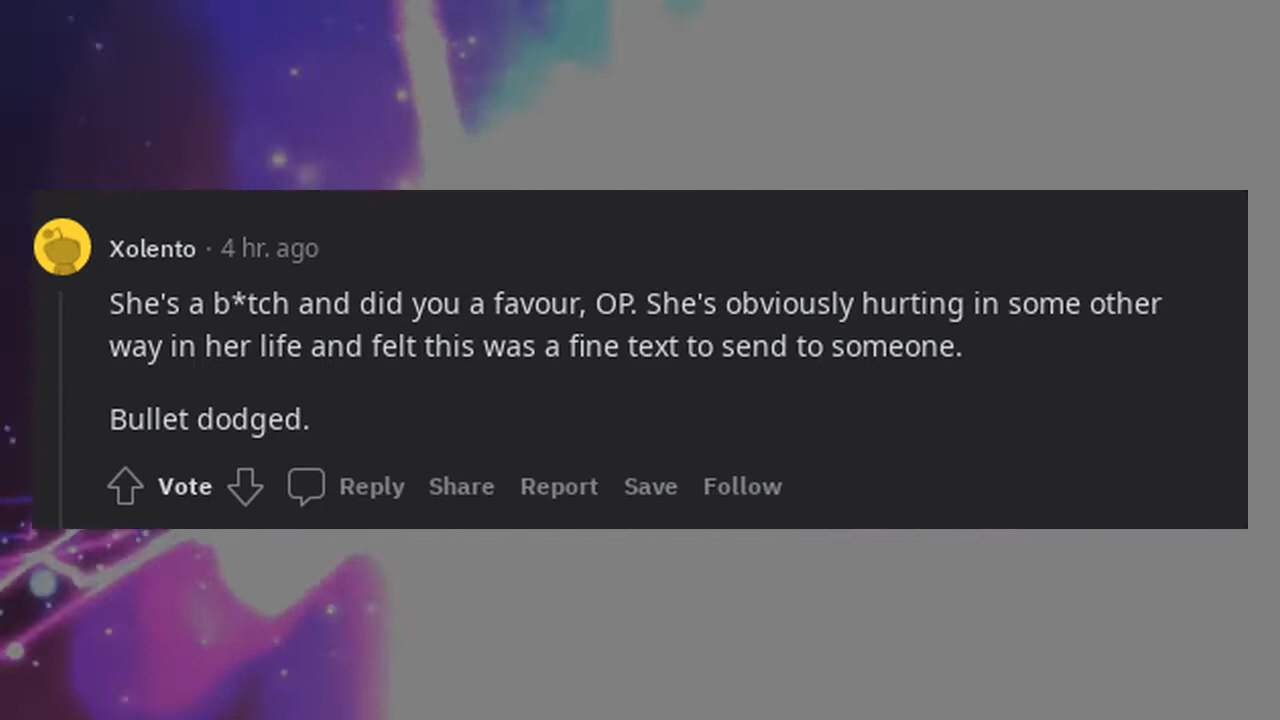 Xolento · 4 hr. ago
She's a b*tch and did you a favour, OP. She's obviously hurting in some other
way in her life and felt this was a fine text to send to someone.
Bullet dodged.
Vote Reply Share Report Save Follow